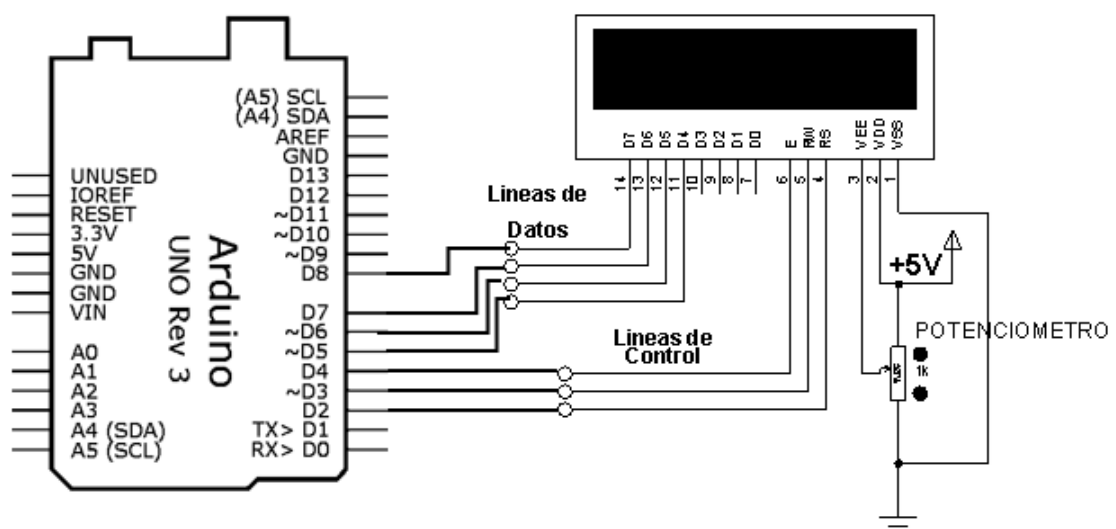 (A5) SCL
(A4) SDA
AREF
GND
UNUSED
IOREF
RESET
3.3V
5V
GND
GND
VIN
A0
A1
A2
A3
A4 (SDA)
A5 (SCL)
Arduino
UNO Rev 3
D13
D12
~D11
~D10
~D9
D8
D7
~D6
~D5
D4
~D3
D2
TX> D1
RX> D0
D7 D6 D5 D4 D3 D2 D1 D0 E RW RS VEE VDD VSS
14 13 12 11 10 9 8 7 6 5 4 3 2 1
Lineas de
Datos
Lineas de
Control
+5V
POTENCIOMETRO
1k